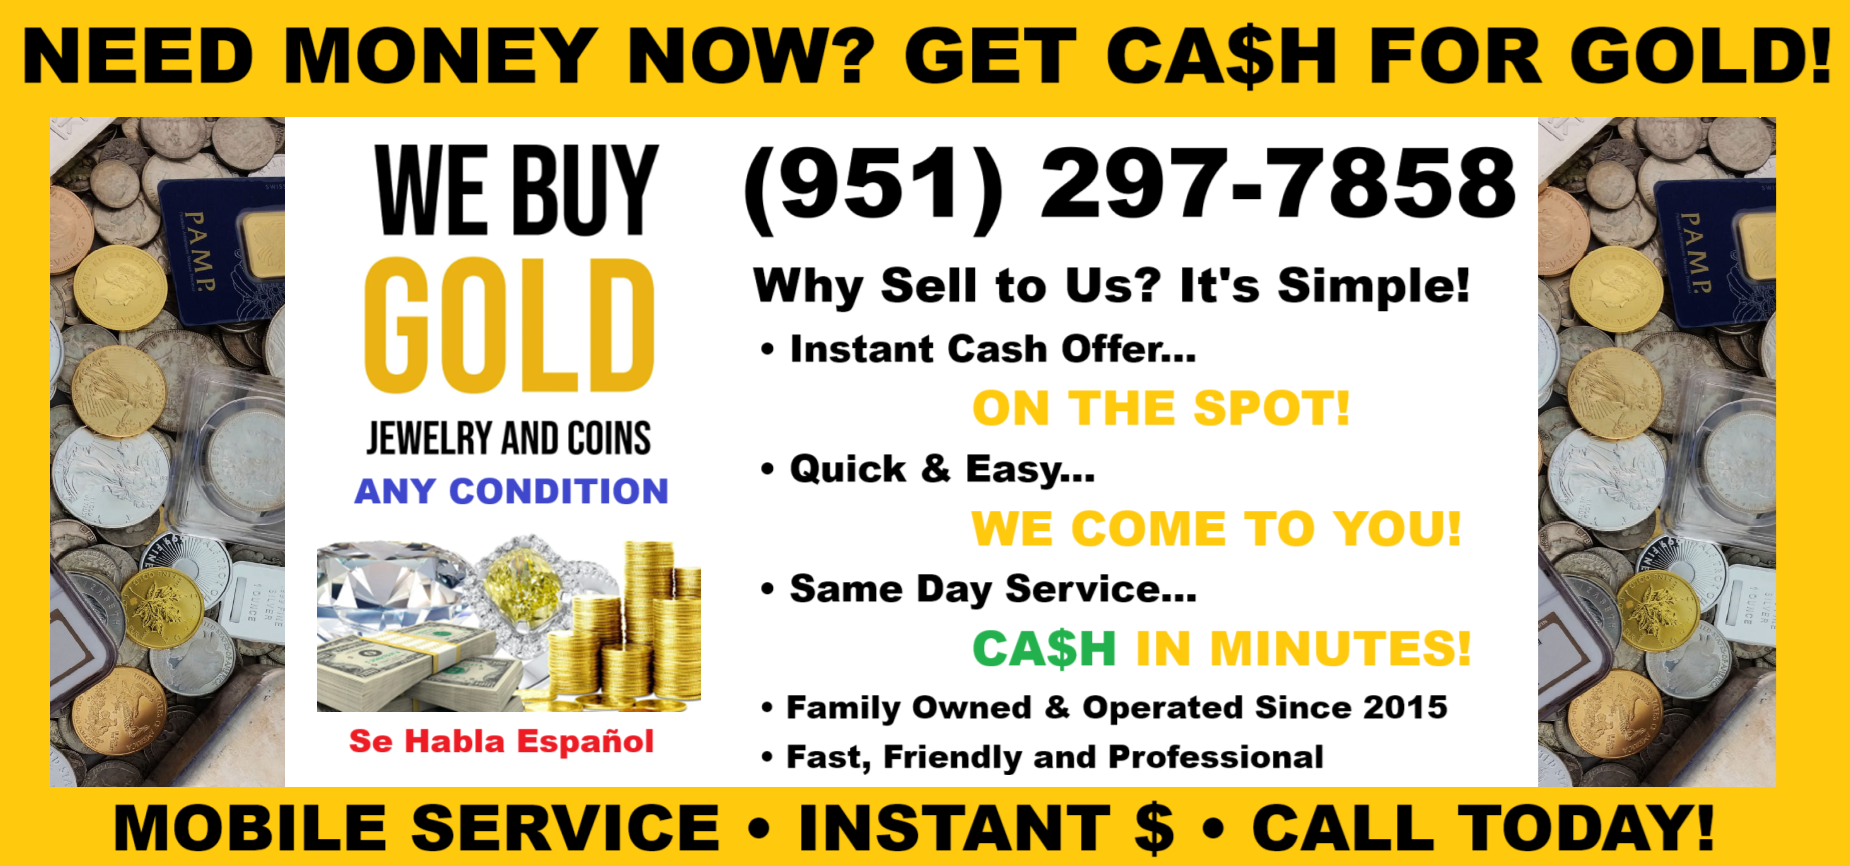 NEED MONEY NOW? GET CA$H FOR GOLD!
WE BUY
GOLD
JEWELRY AND COINS
ANY CONDITION
Se Habla Español
(951) 297-7858
Why Sell to Us? It's Simple!
• Instant Cash Offer...
ON THE SPOT!
• Quick & Easy...
WE COME TO YOU!
• Same Day Service...
CA$H IN MINUTES!
• Family Owned & Operated Since 2015
• Fast, Friendly and Professional
PAMP
PAMP
MOBILE SERVICE • INSTANT $ • CALL TODAY!